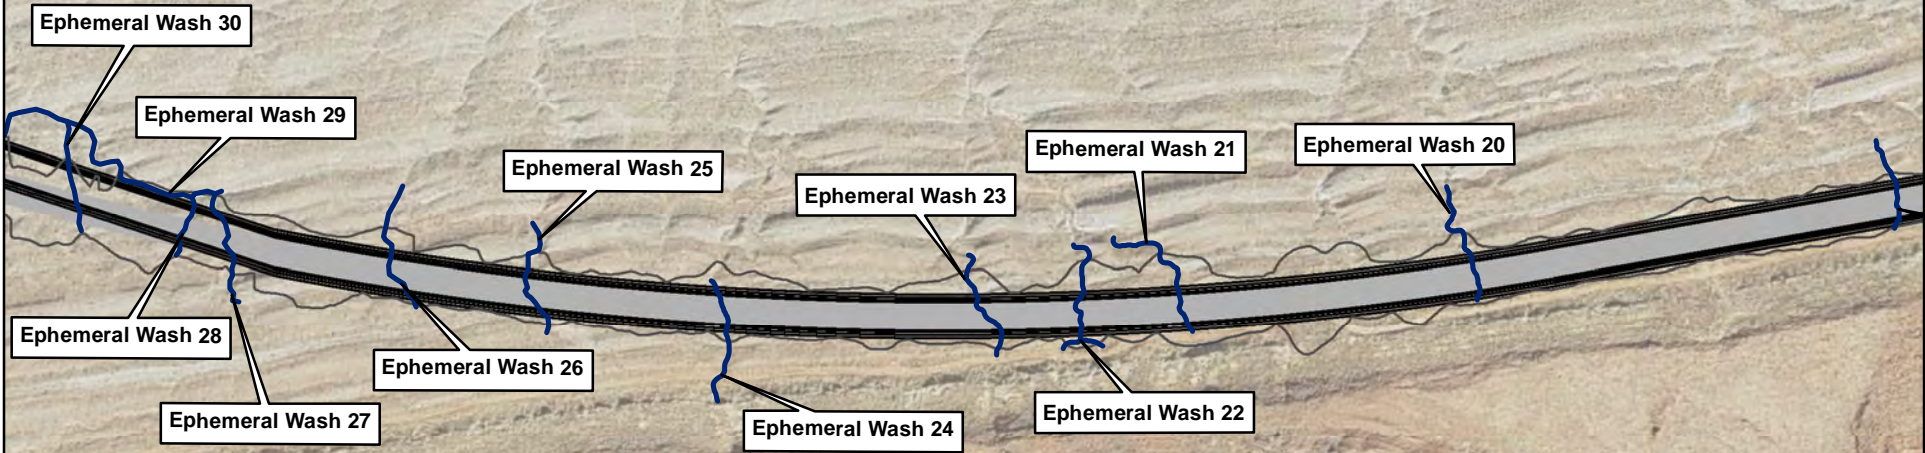 Ephemeral Wash 30
Ephemeral Wash 29
Ephemeral Wash 25
Ephemeral Wash 23
Ephemeral Wash 21
Ephemeral Wash 20
Ephemeral Wash 28
Ephemeral Wash 26
Ephemeral Wash 27
Ephemeral Wash 24
Ephemeral Wash 22